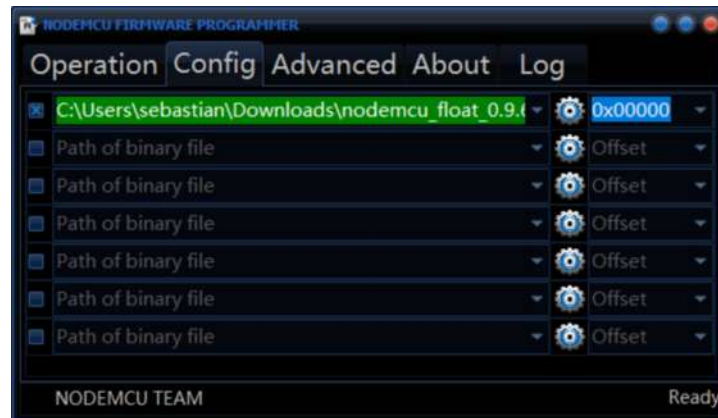 NODEMCU FIRMWARE PROGRAMMER
Operation Config Advanced About Log
C:\Users\sebastian\Downloads\nodemcu_float_0.9.6 0x00000
Path of binary file Offset
Path of binary file Offset
Path of binary file Offset
Path of binary file Offset
Path of binary file Offset
Path of binary file Offset
NODEMCU TEAM Ready